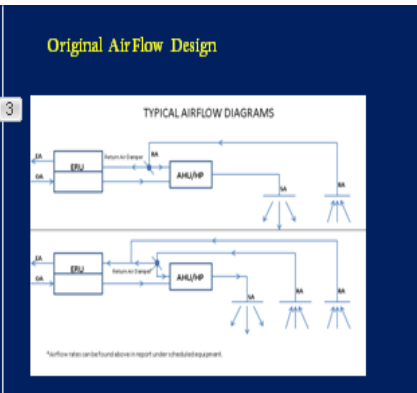 Original AirFlow Design
3
TYPICAL AIRFLOW DIAGRAMS
EA
OA
ERU
Return Air Damper
RA
AHU/HP
SA
RA
EA
OA
ERU
Return Air Damper
AHU/HP
SA
RA
RA
*Airflow rates can be found above in report under scheduled equipment.